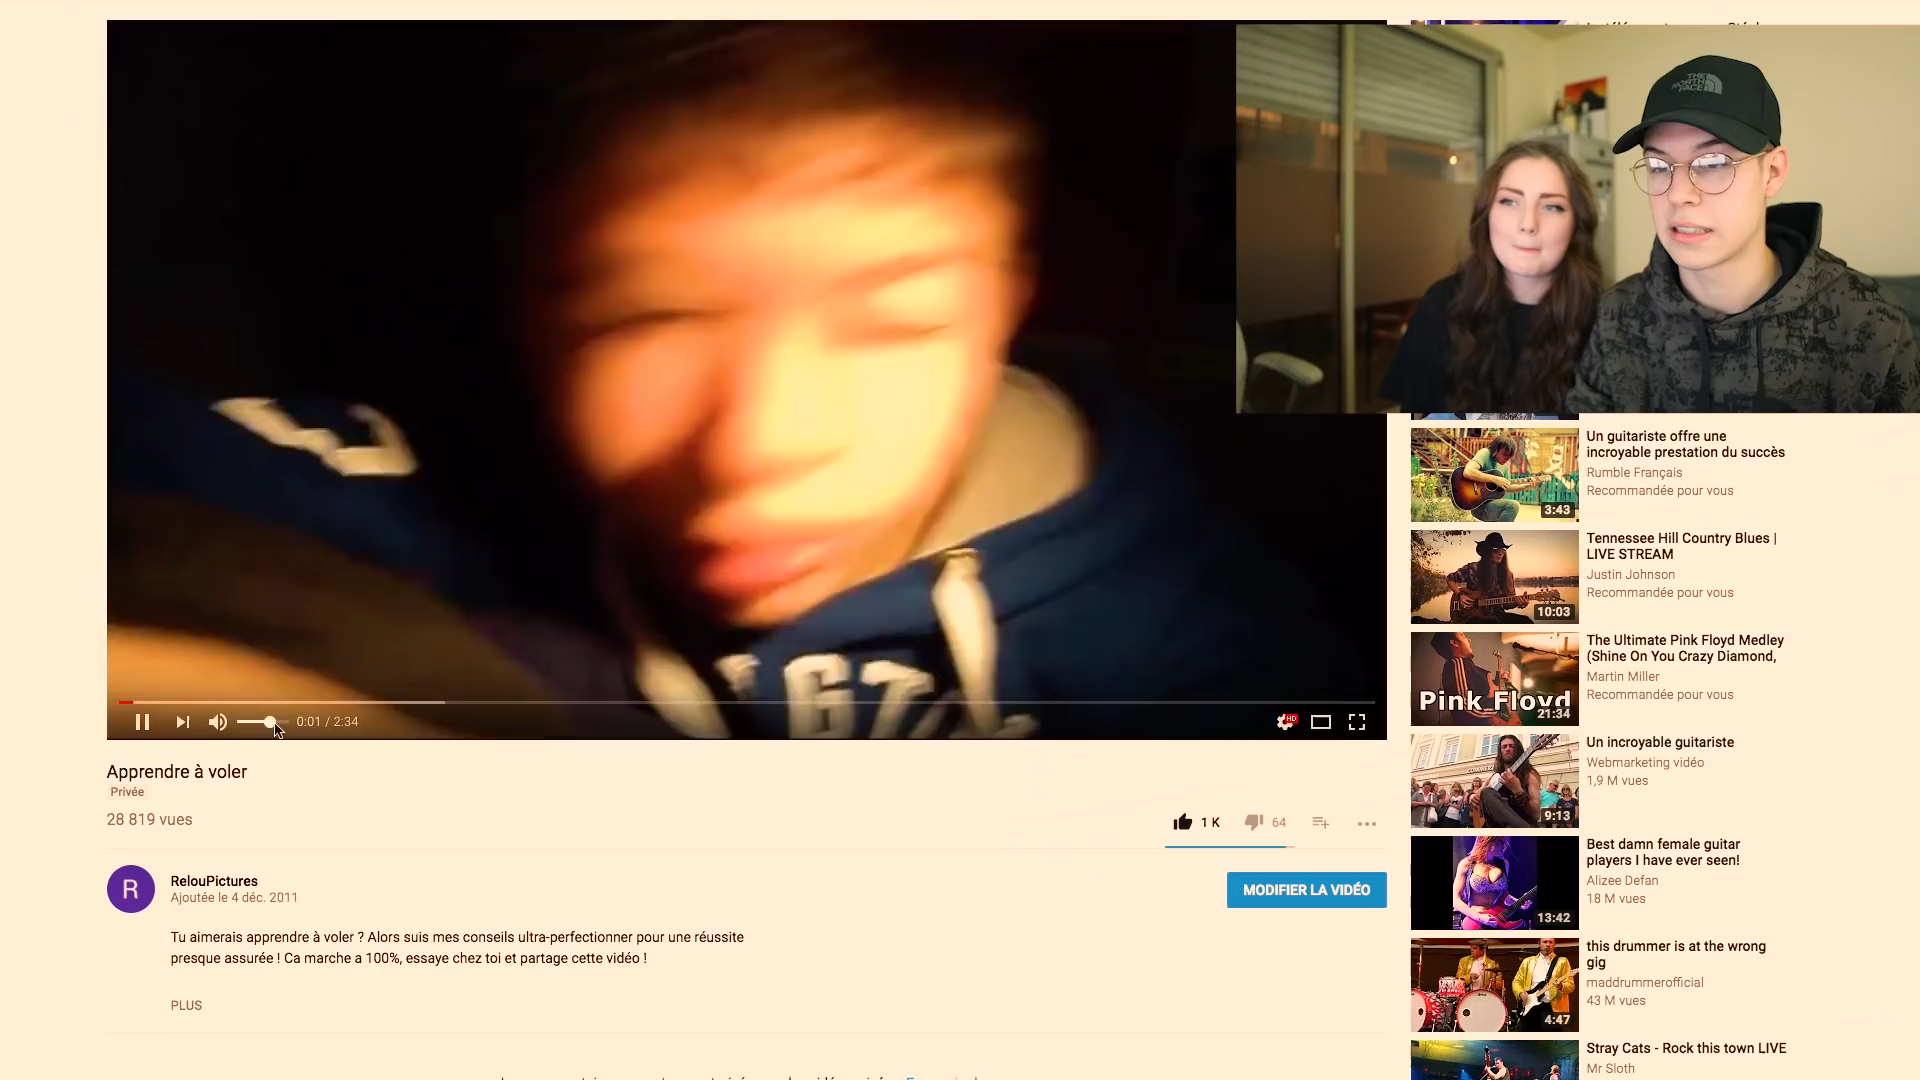 THE
NORTH
FACE
167
0:01 / 2:34
HD
Apprendre à voler
Privée
28 819 vues
1 K
64
R
RelouPictures
Ajoutée le 4 déc. 2011
MODIFIER LA VIDÉO
Tu aimerais apprendre à voler ? Alors suis mes conseils ultra-perfectionner pour une réussite
presque assurée ! Ca marche a 100%, essaye chez toi et partage cette vidéo !
PLUS
Un guitariste offre une
incroyable prestation du succès
Rumble Français
Recommandée pour vous
3:43
Tennessee Hill Country Blues |
LIVE STREAM
Justin Johnson
Recommandée pour vous
10:03
The Ultimate Pink Floyd Medley
(Shine On You Crazy Diamond,
Martin Miller
Recommandée pour vous
Pink Floyd
21:34
Un incroyable guitariste
Webmarketing vidéo
1,9 M vues
9:13
Best damn female guitar
players I have ever seen!
Alizee Defan
18 M vues
13:42
this drummer is at the wrong
gig
maddrummerofficial
43 M vues
4:47
Stray Cats - Rock this town LIVE
Mr Sloth